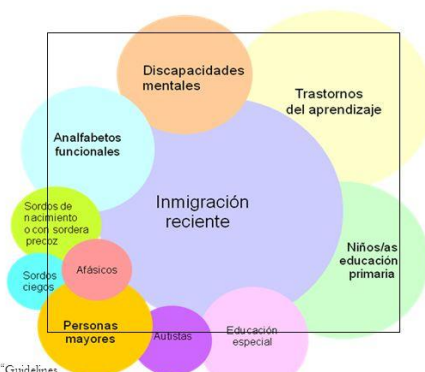 Discapacidades
mentales
Trastornos
del aprendizaje
Analfabetos
funcionales
Inmigración
reciente
Sordos de
nacimiento
o con sordera
precoz
Niños/as
educación
primaria
Sordos
ciegos
Afásicos
Personas
mayores
Autistas
Educación
especial
"Guidelines